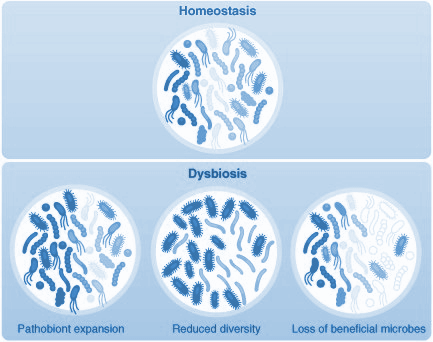 Homeostasis
Dysbiosis
Pathobiont expansion
Reduced diversity
Loss of beneficial microbes